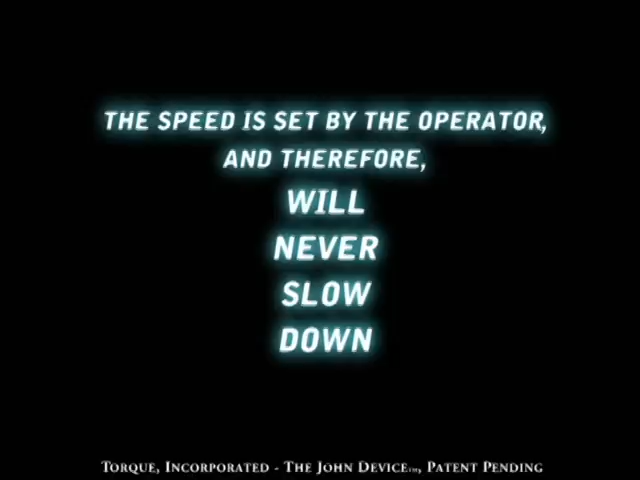 THE SPEED IS SET BY THE OPERATOR,
AND THEREFORE,
WILL
NEVER
SLOW
DOWN
TORQUE, INCORPORATED - THE JOHN DEVICE™, PATENT PENDING